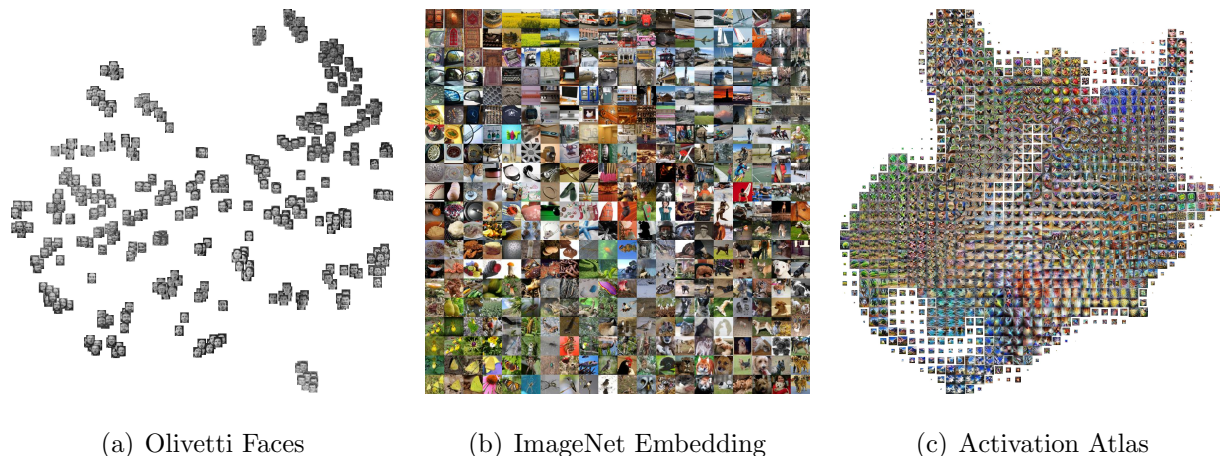 (a) Olivetti Faces
(b) ImageNet Embedding
(c) Activation Atlas